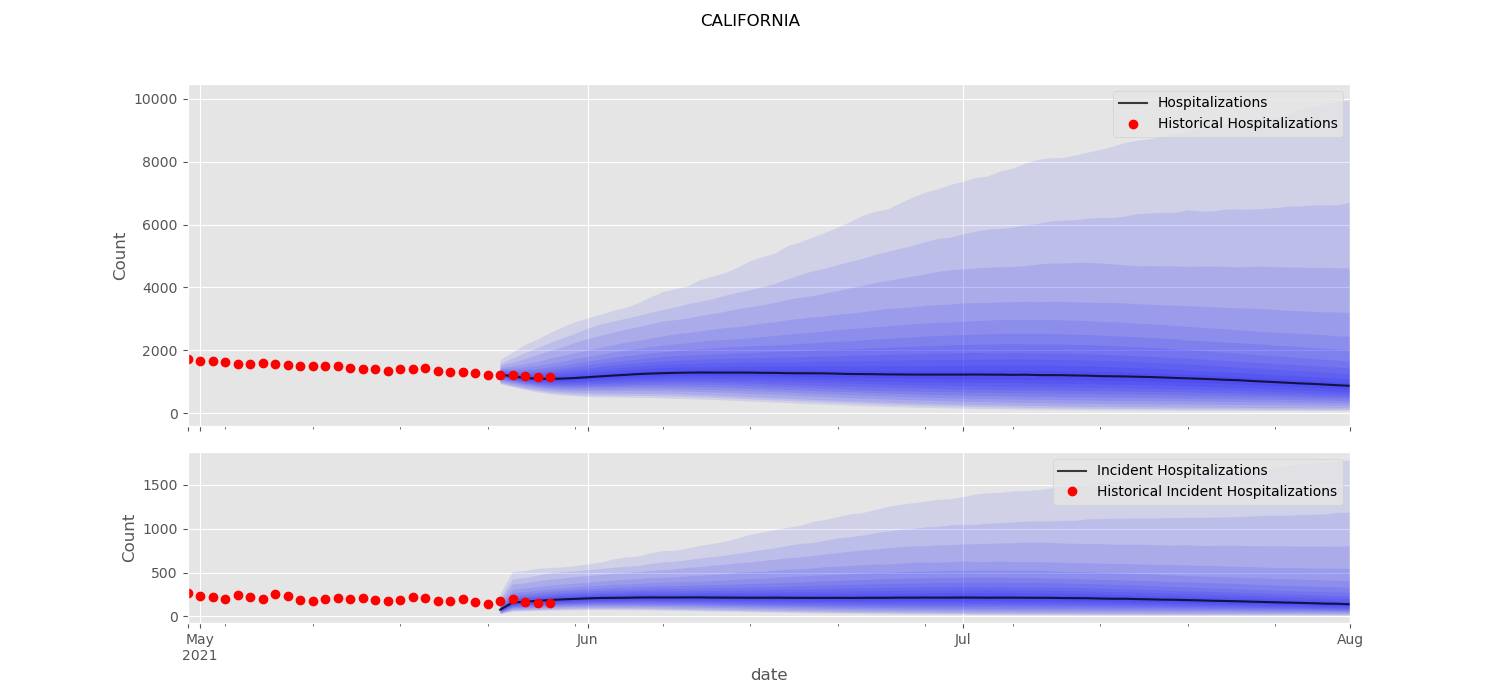 CALIFORNIA
10000
8000
6000
4000
2000
0
Count
Hospitalizations
Historical Hospitalizations
1500
1000
500
0
Count
Incident Hospitalizations
Historical Incident Hospitalizations
May
2021
Jun
Jul
Aug
date